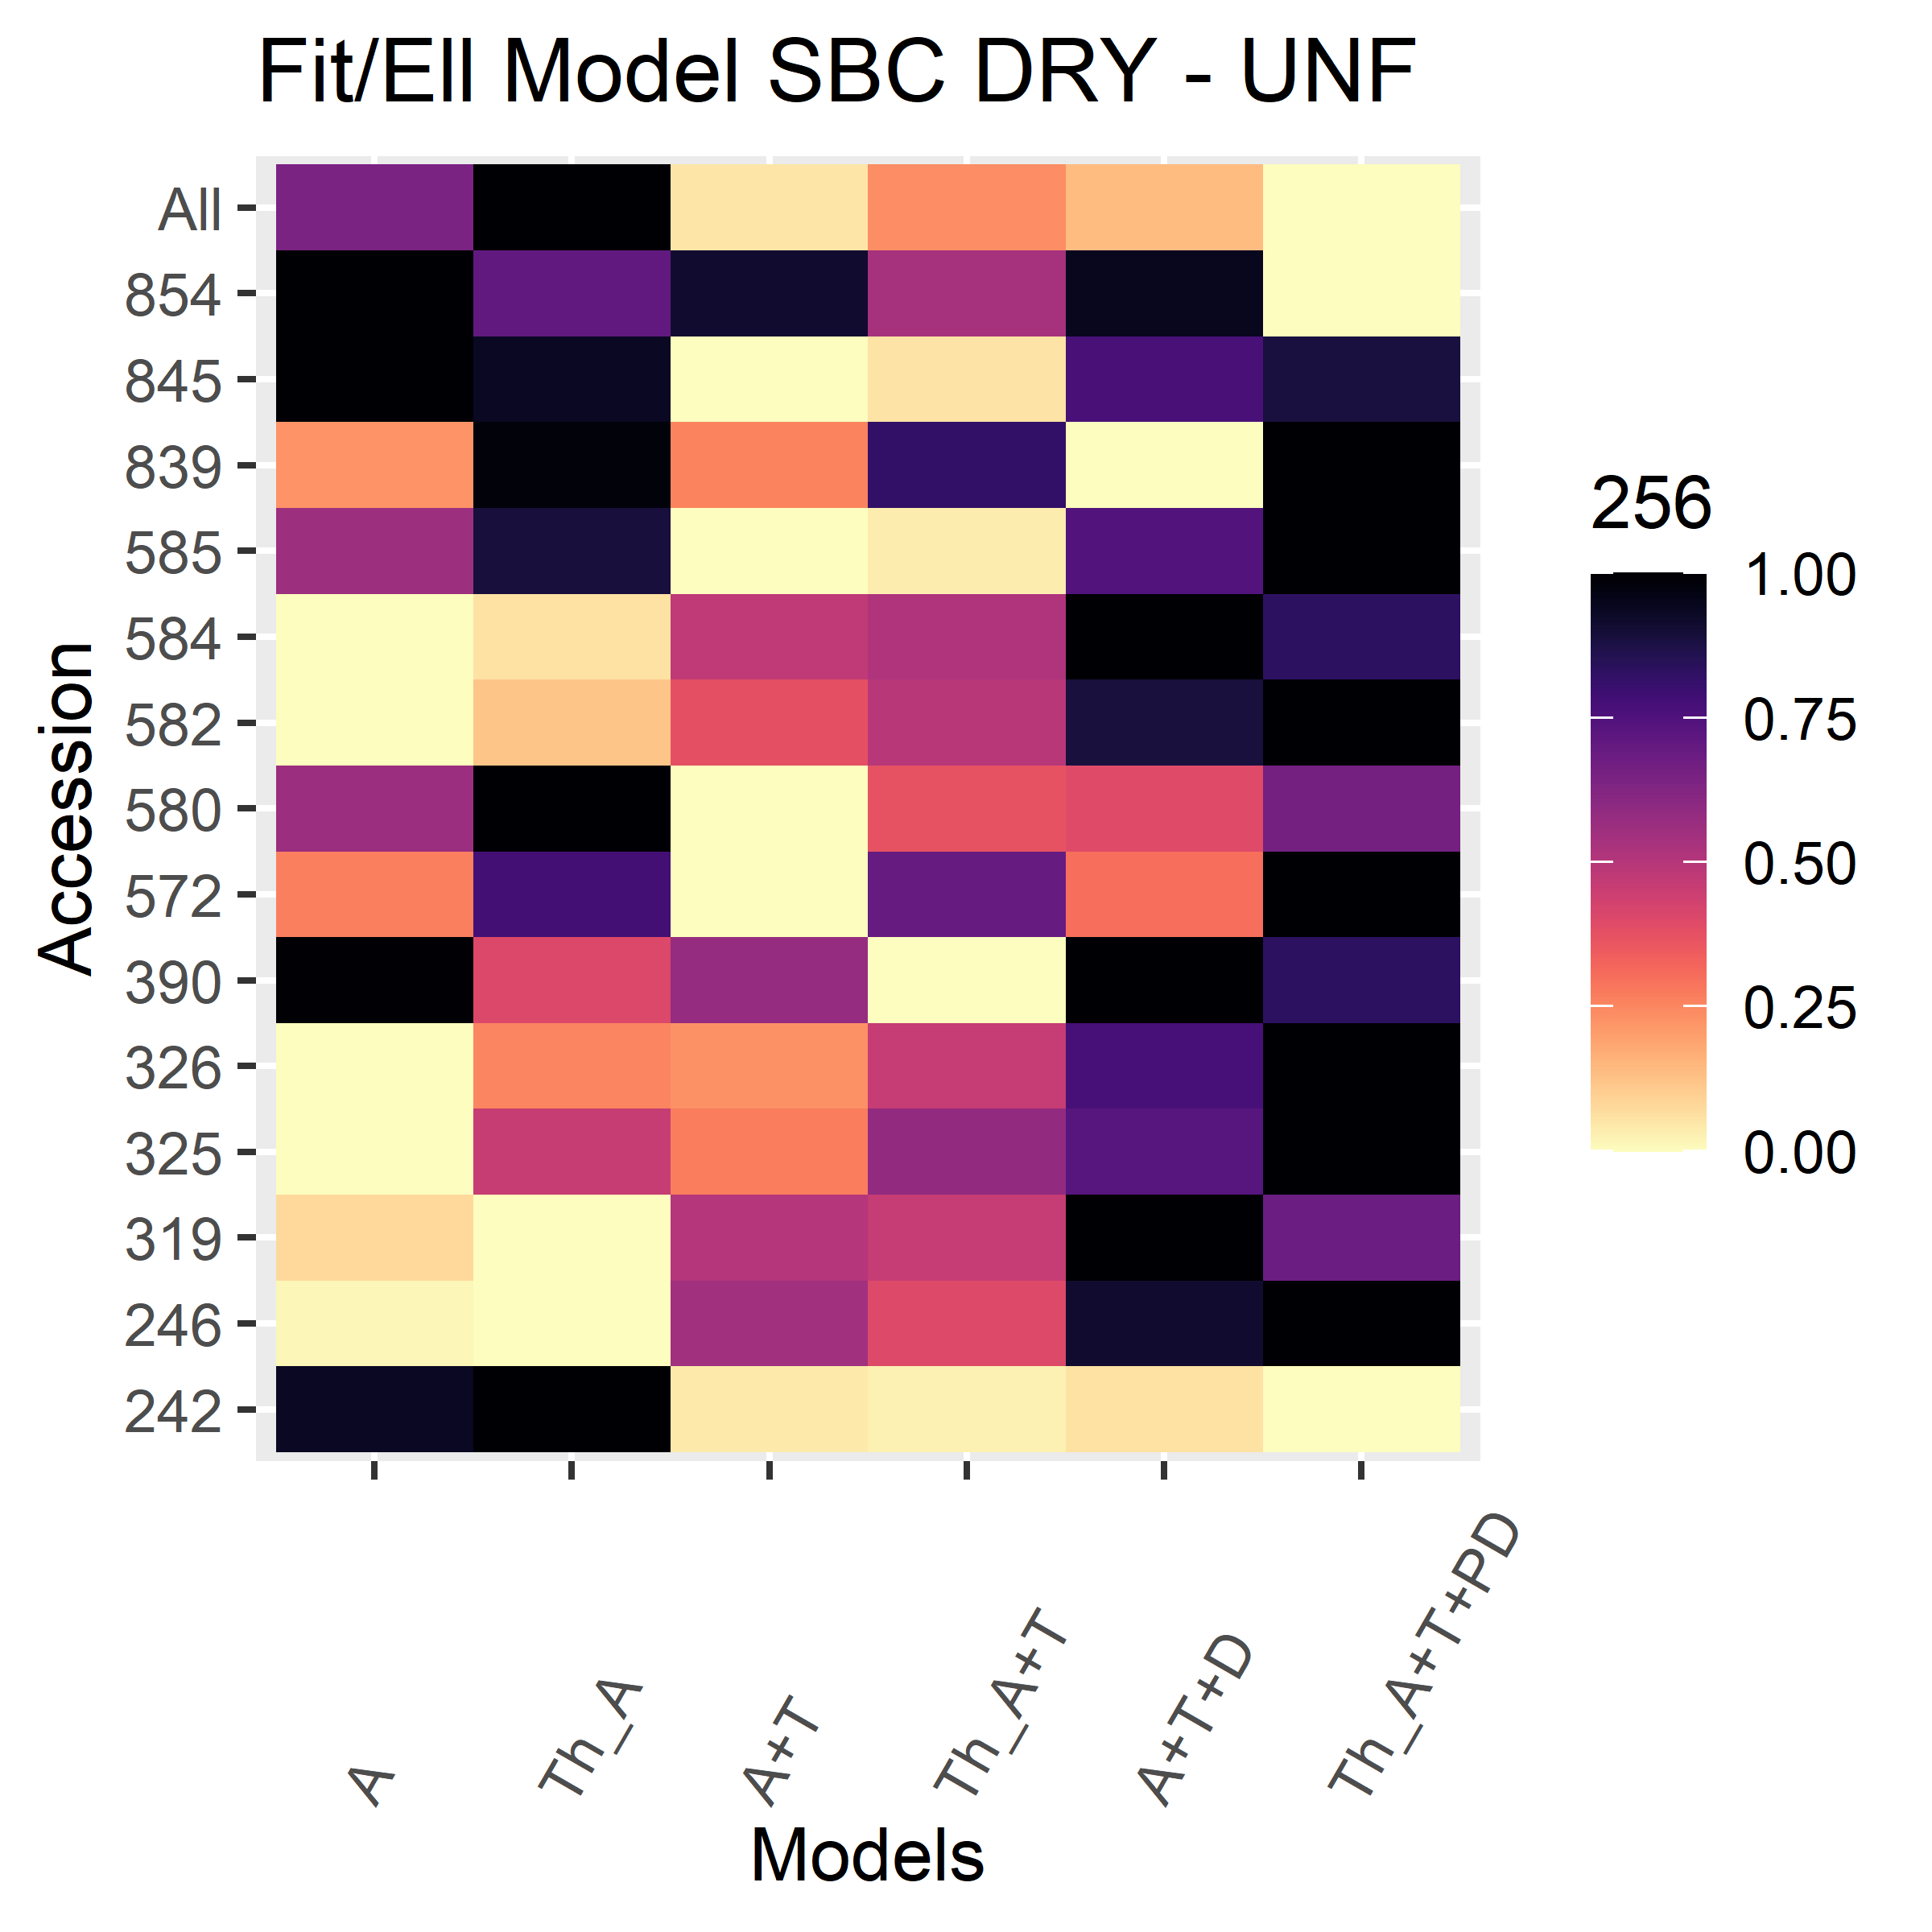 Fit/Ell Model SBC DRY - UNF
All
854
845
839
585
584
582
580
572
390
326
325
319
246
242
Accession
256
1.00
0.75
0.50
0.25
0.00
A
Th_A
A+T
Th_A+T
A+T+D
Th_A+T+PD
Models